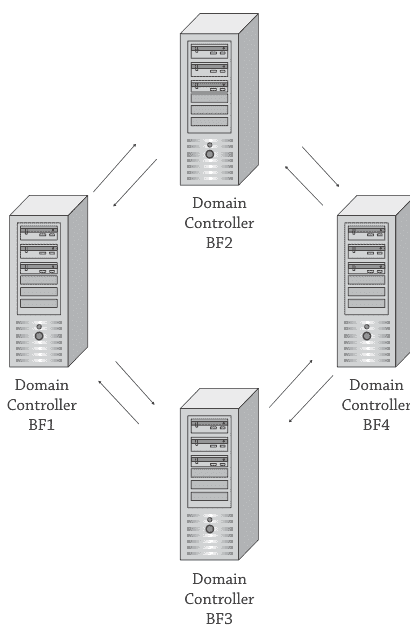 Domain
Controller
BF2
Domain
Controller
BF1
Domain
Controller
BF4
Domain
Controller
BF3